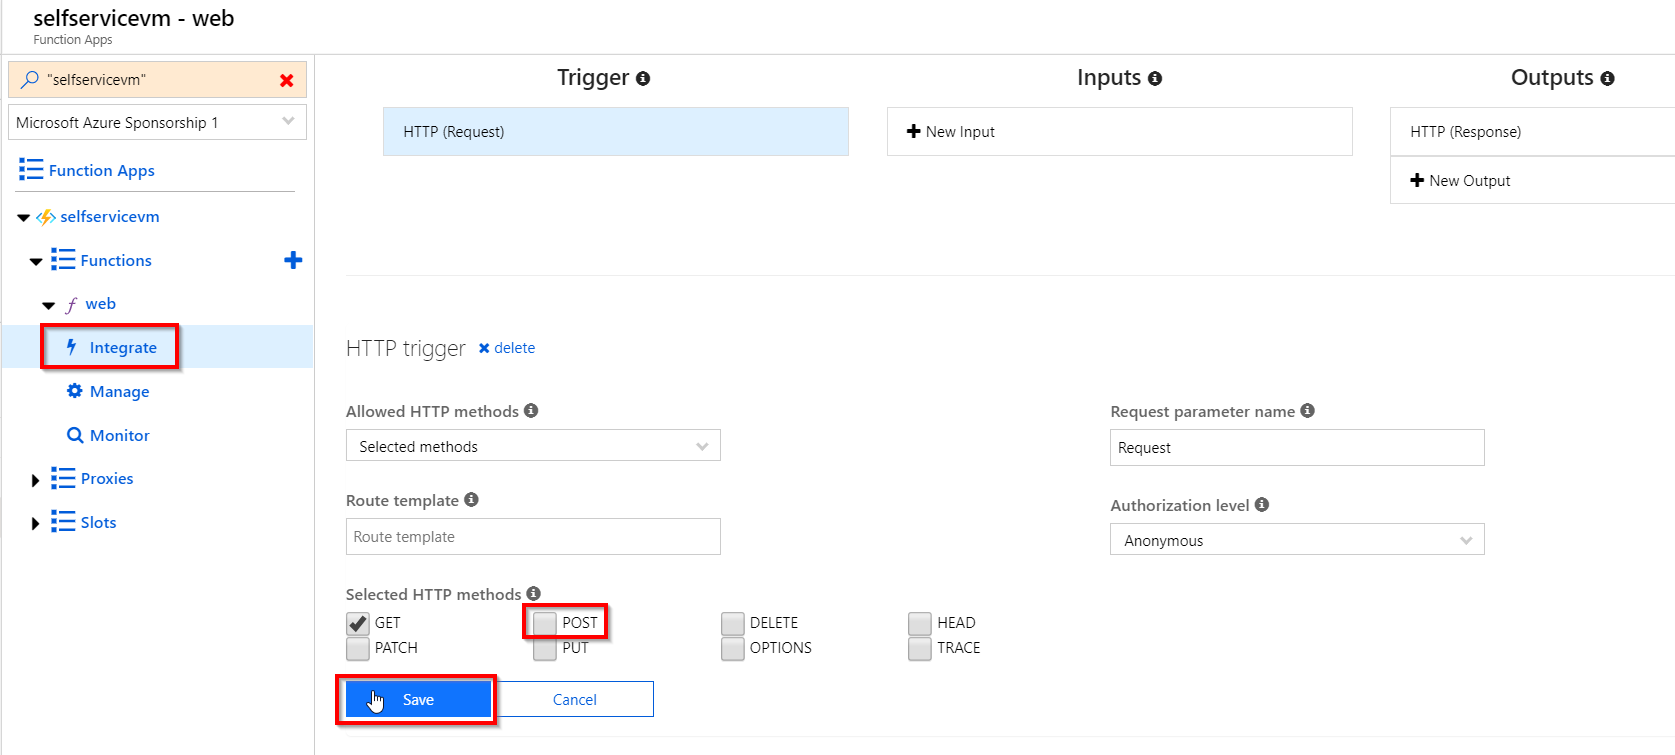 selfservicevm - web
Function Apps
"selfservicevm"
Microsoft Azure Sponsorship 1
Function Apps
selfservicevm
Functions
web
Integrate
Manage
Monitor
Proxies
Slots
Trigger
HTTP (Request)
Inputs
New Input
Outputs
HTTP (Response)
New Output
HTTP trigger delete
Allowed HTTP methods
Selected methods
Request parameter name
Request
Route template
Route template
Authorization level
Anonymous
Selected HTTP methods
GET POST DELETE HEAD
PATCH PUT OPTIONS TRACE
Save Cancel